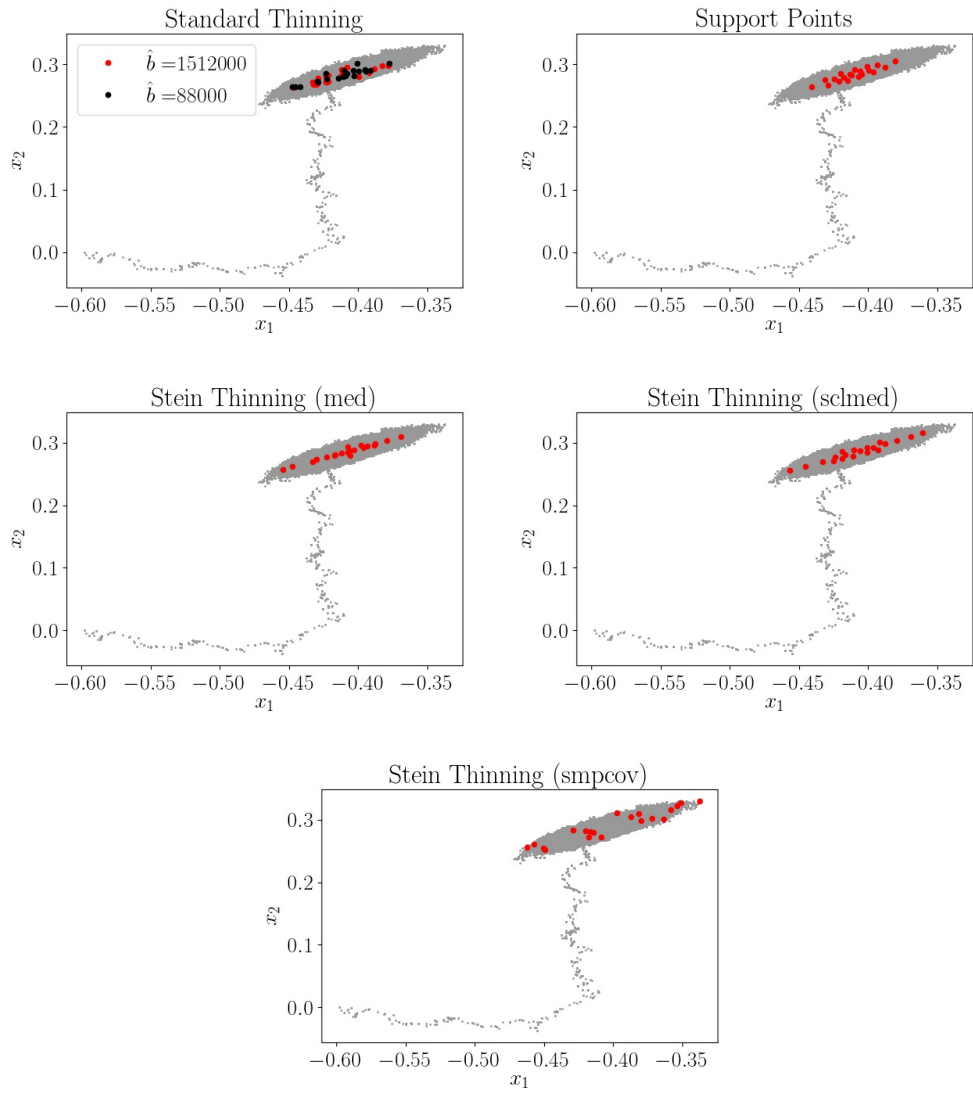 Standard Thinning
b̂ =1512000
b̂ =88000
0.3
0.2
0.1
0.0
x₂
−0.60 −0.55 −0.50 −0.45 −0.40 −0.35
x₁
Support Points
0.3
0.2
0.1
0.0
x₂
−0.60 −0.55 −0.50 −0.45 −0.40 −0.35
x₁
Stein Thinning (med)
0.3
0.2
0.1
0.0
x₂
−0.60 −0.55 −0.50 −0.45 −0.40 −0.35
x₁
Stein Thinning (sclmed)
0.3
0.2
0.1
0.0
x₂
−0.60 −0.55 −0.50 −0.45 −0.40 −0.35
x₁
Stein Thinning (smpcov)
0.3
0.2
0.1
0.0
x₂
−0.60 −0.55 −0.50 −0.45 −0.40 −0.35
x₁